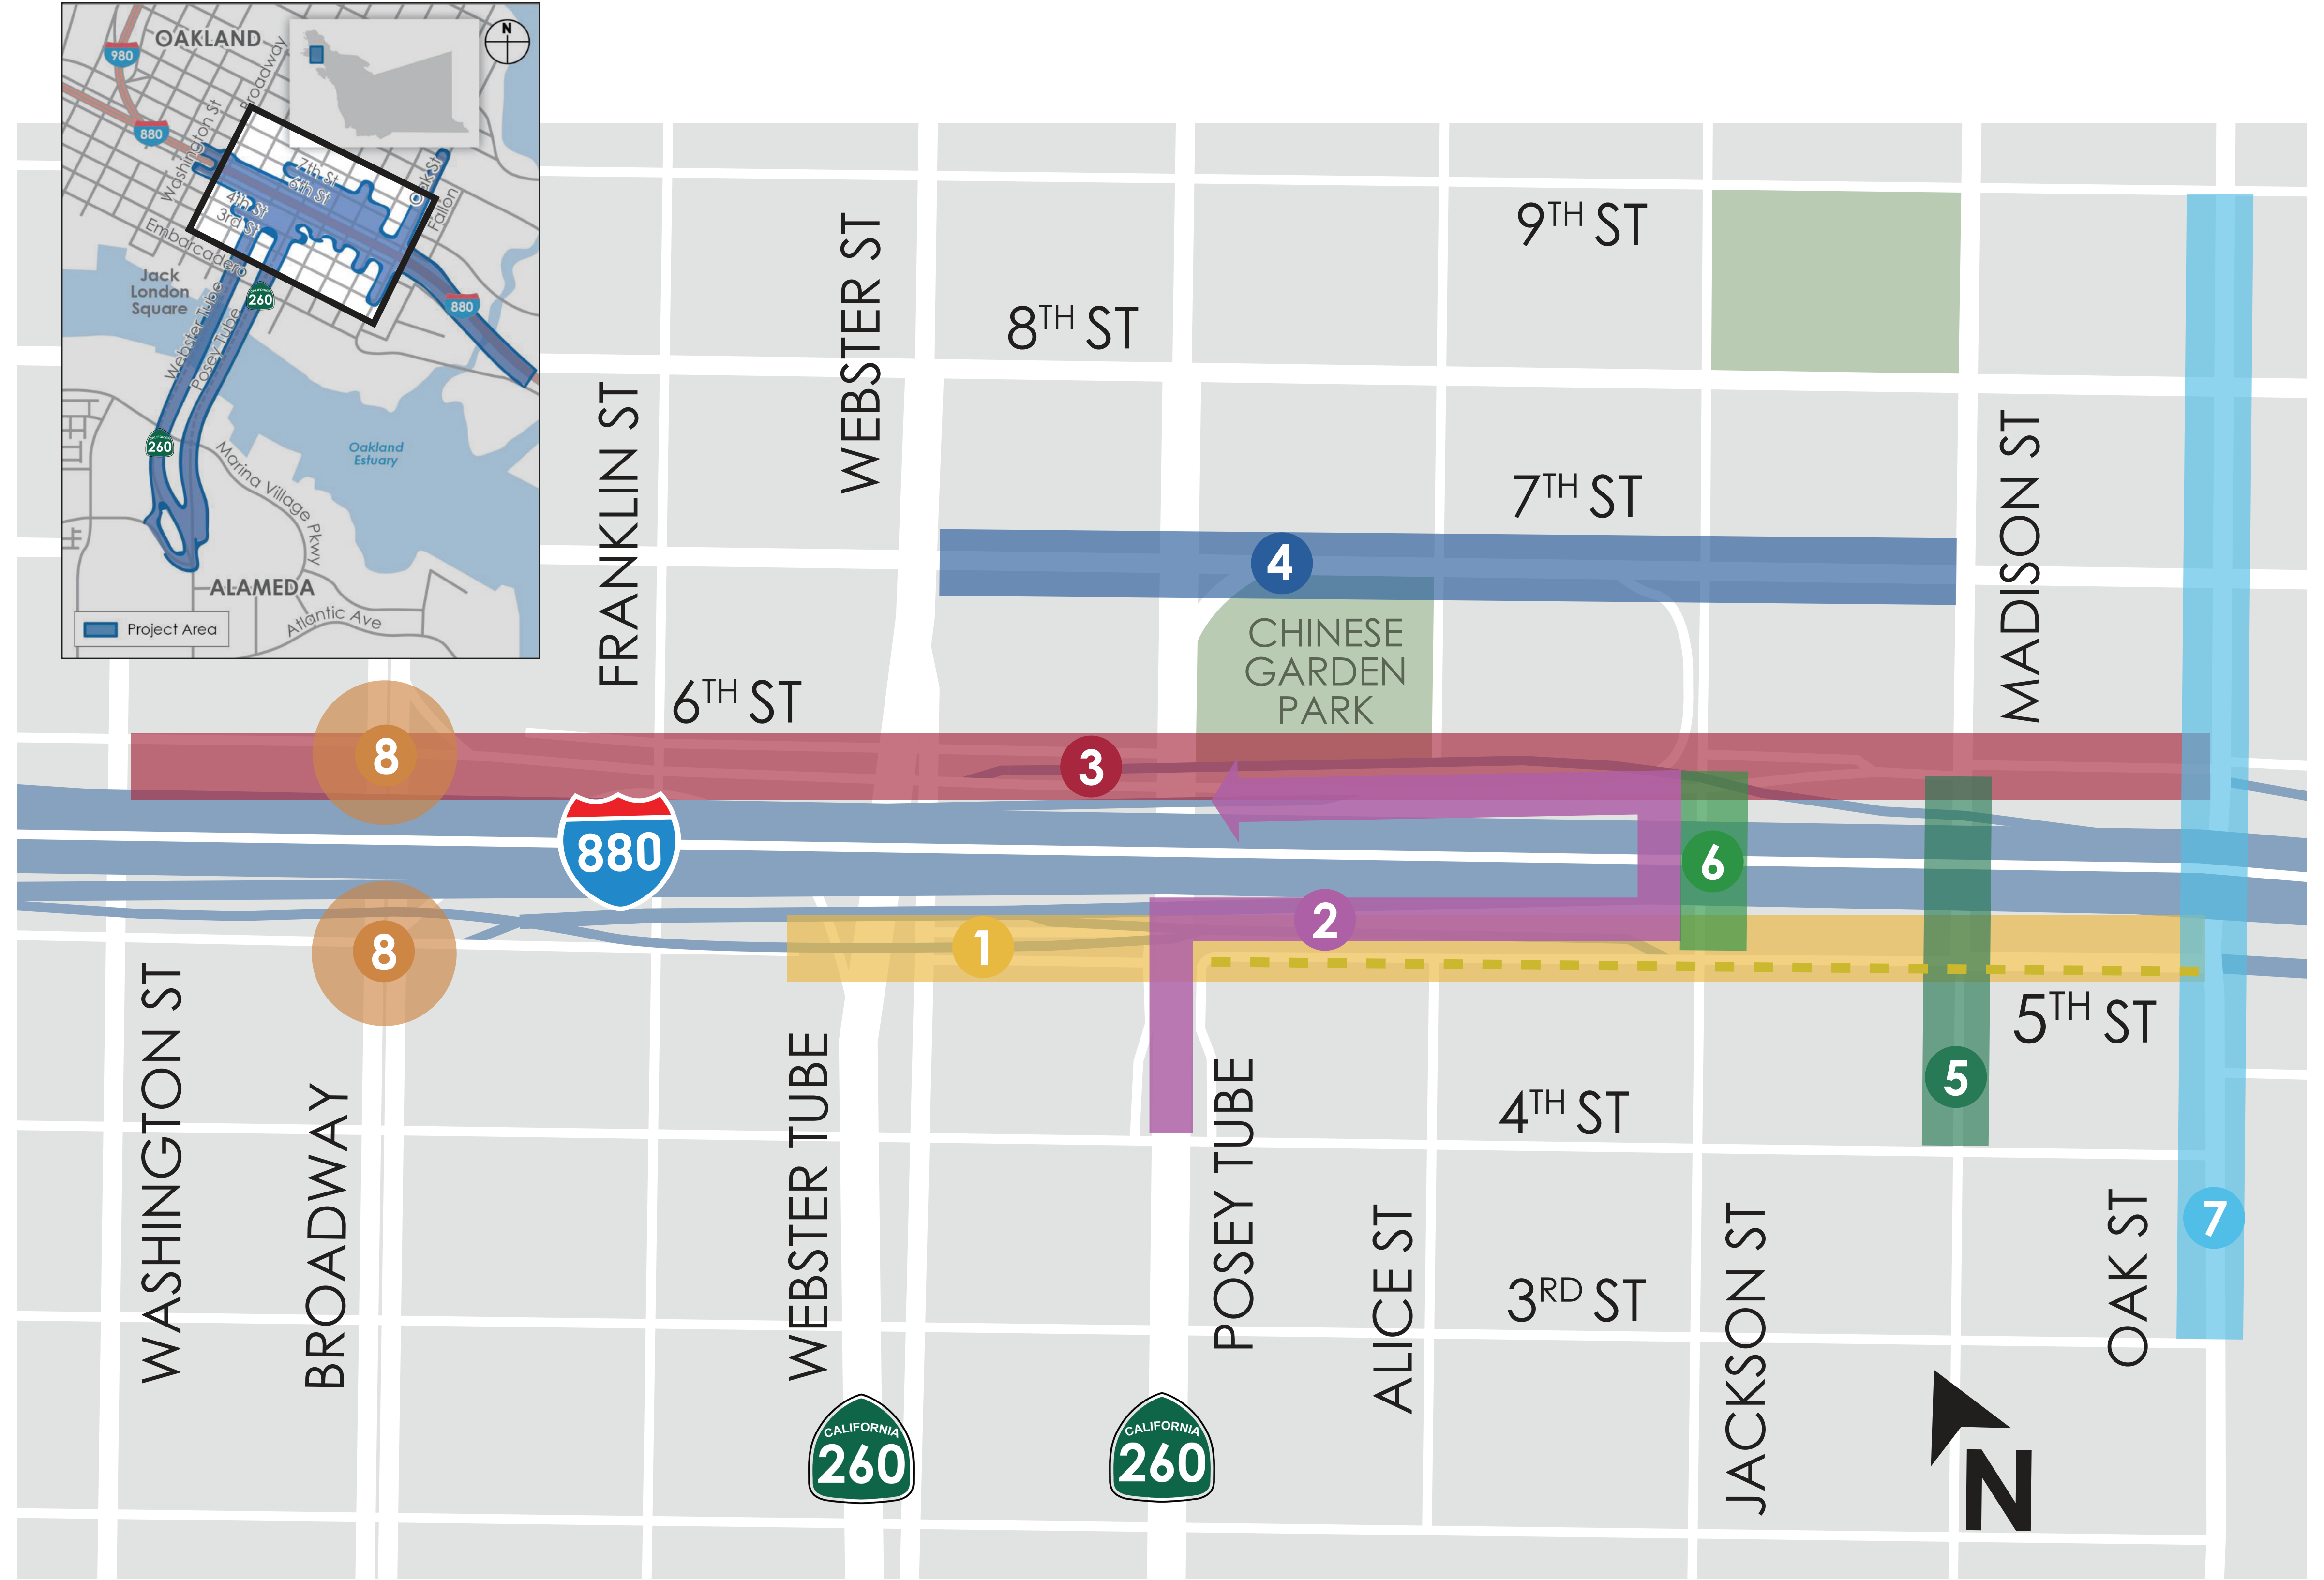 OAKLAND
N
980
Broadway
880
Washington St
7th St
6th St
Oak St
4th St
3rd St
Fallon
Embarcadero
Jack
London
Square
260
880
Webster Tube
Posey Tube
Oakland
Estuary
260
Marina Village Pkwy
ALAMEDA
Atlantic Ave
Project Area
9TH ST
WEBSTER ST
8TH ST
FRANKLIN ST
MADISON ST
7TH ST
4
CHINESE
GARDEN
PARK
6TH ST
8
3
880
6
2
8
1
5TH ST
WASHINGTON ST
BROADWAY
WEBSTER TUBE
POSEY TUBE
4TH ST
5
ALICE ST
3RD ST
JACKSON ST
OAK ST
7
CALIFORNIA
260
CALIFORNIA
260
N